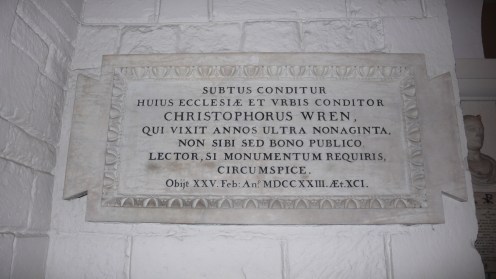 SUBTUS CONDITUR
HUIUS ECCLESIÆ ET VRBIS CONDITOR
CHRISTOPHORUS WREN,
QUI VIXIT ANNOS ULTRA NONAGINTA,
NON SIBI SED BONO PUBLICO.
LECTOR, SI MONUMENTUM REQUIRIS,
CIRCUMSPICE.
Obijt XXV. Feb: Anº. MDCCXXIII. Æt. XCI.